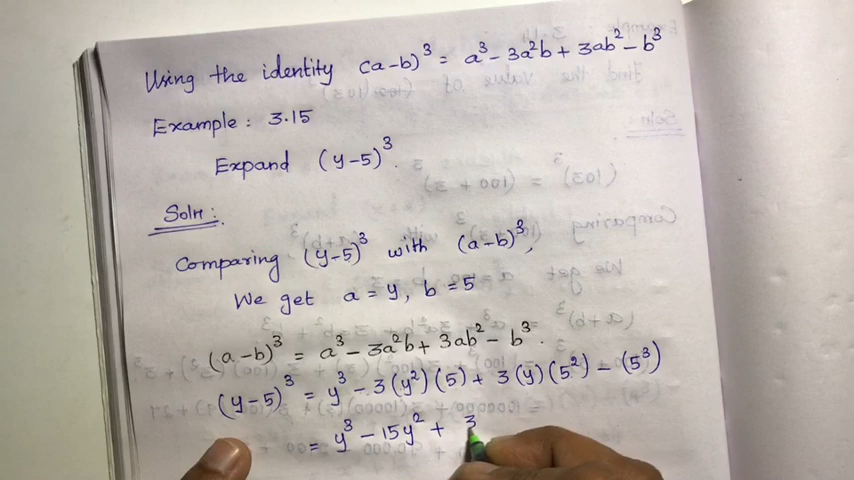 Using the identity (a-b)³ = a³ - 3a²b + 3ab² - b³
Example : 3.15
Expand (y-5)³.
Soln :
Comparing (y-5)³ with (a-b)³,
We get a = y, b = 5
(a-b)³ = a³ - 3a²b + 3ab² - b³.
(y-5)³ = y³ - 3(y²)(5) + 3(y)(5²) - (5³)
= y³ - 15y² + 3